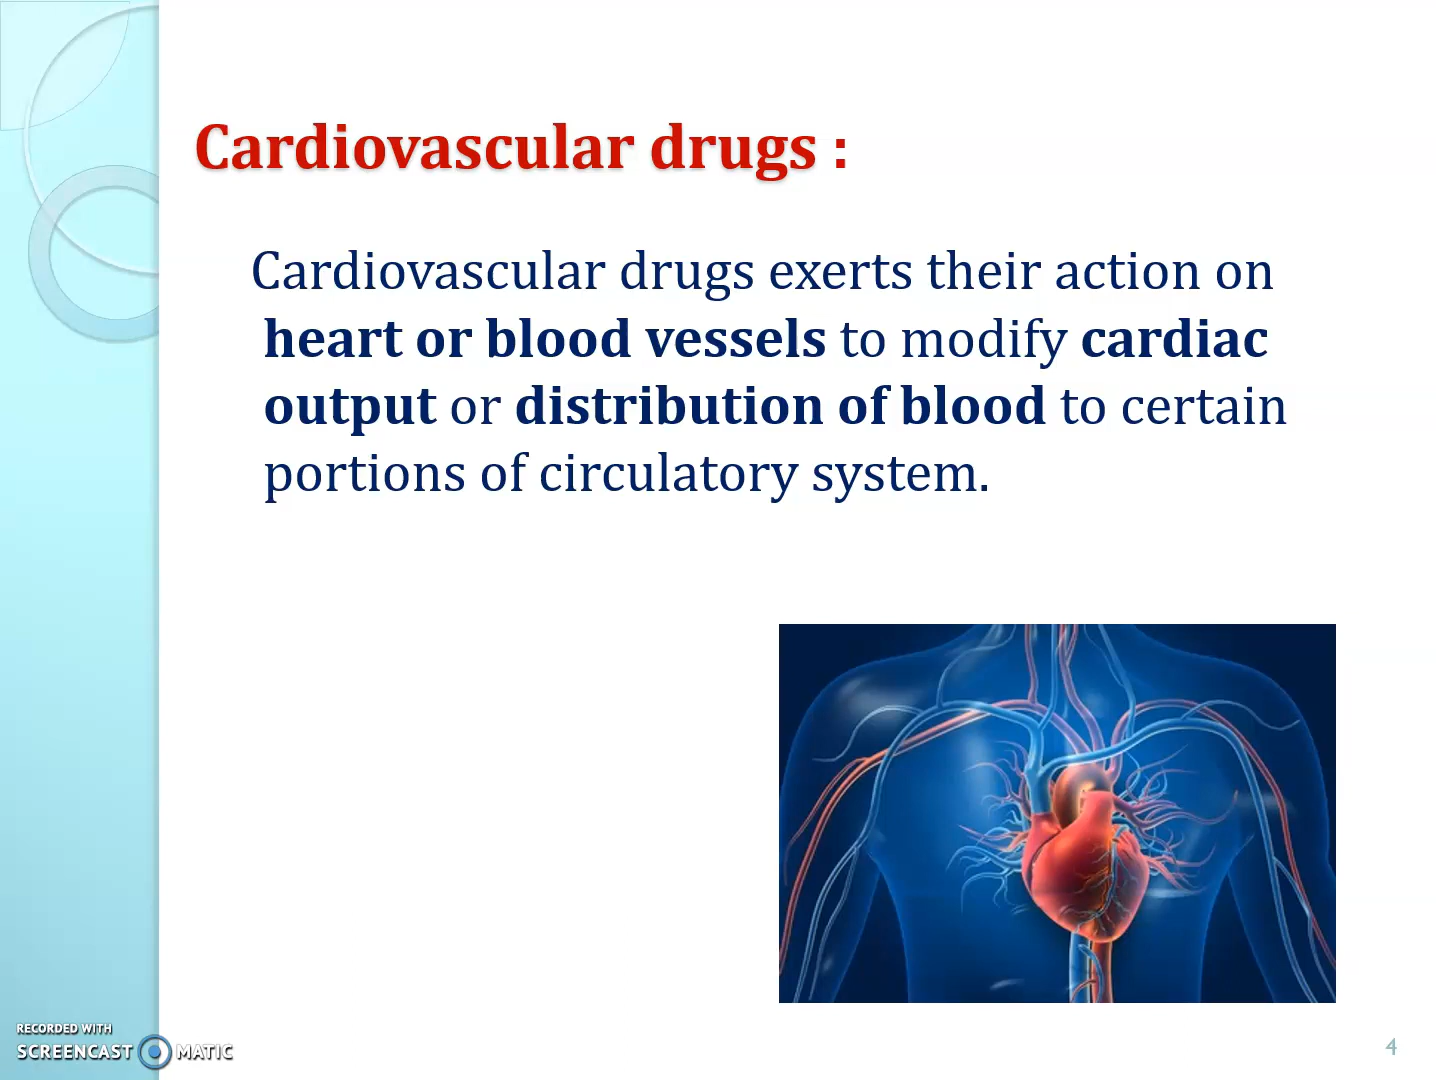 Cardiovascular drugs :
Cardiovascular drugs exerts their action on
heart or blood vessels to modify cardiac
output or distribution of blood to certain
portions of circulatory system.
RECORDED WITH
SCREENCAST MATIC
4